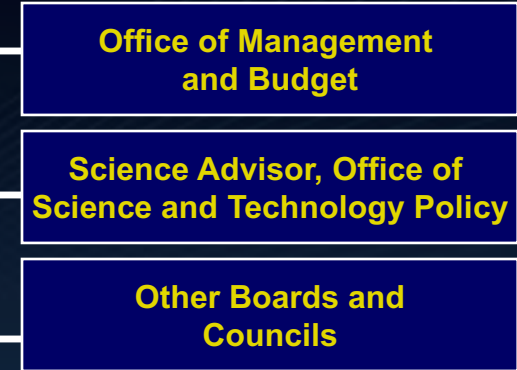 Office of Management
and Budget
Science Advisor, Office of
Science and Technology Policy
Other Boards and
Councils